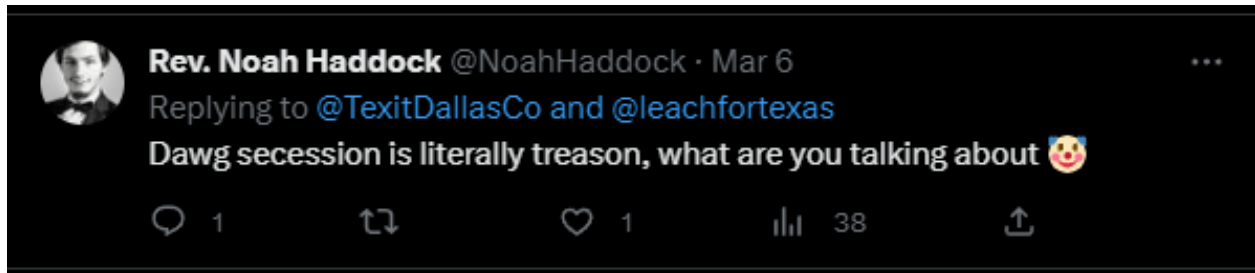 Rev. Noah Haddock @NoahHaddock · Mar 6
Replying to @TexitDallasCo and @leachfortexas
Dawg secession is literally treason, what are you talking about 🤡
1 1 38